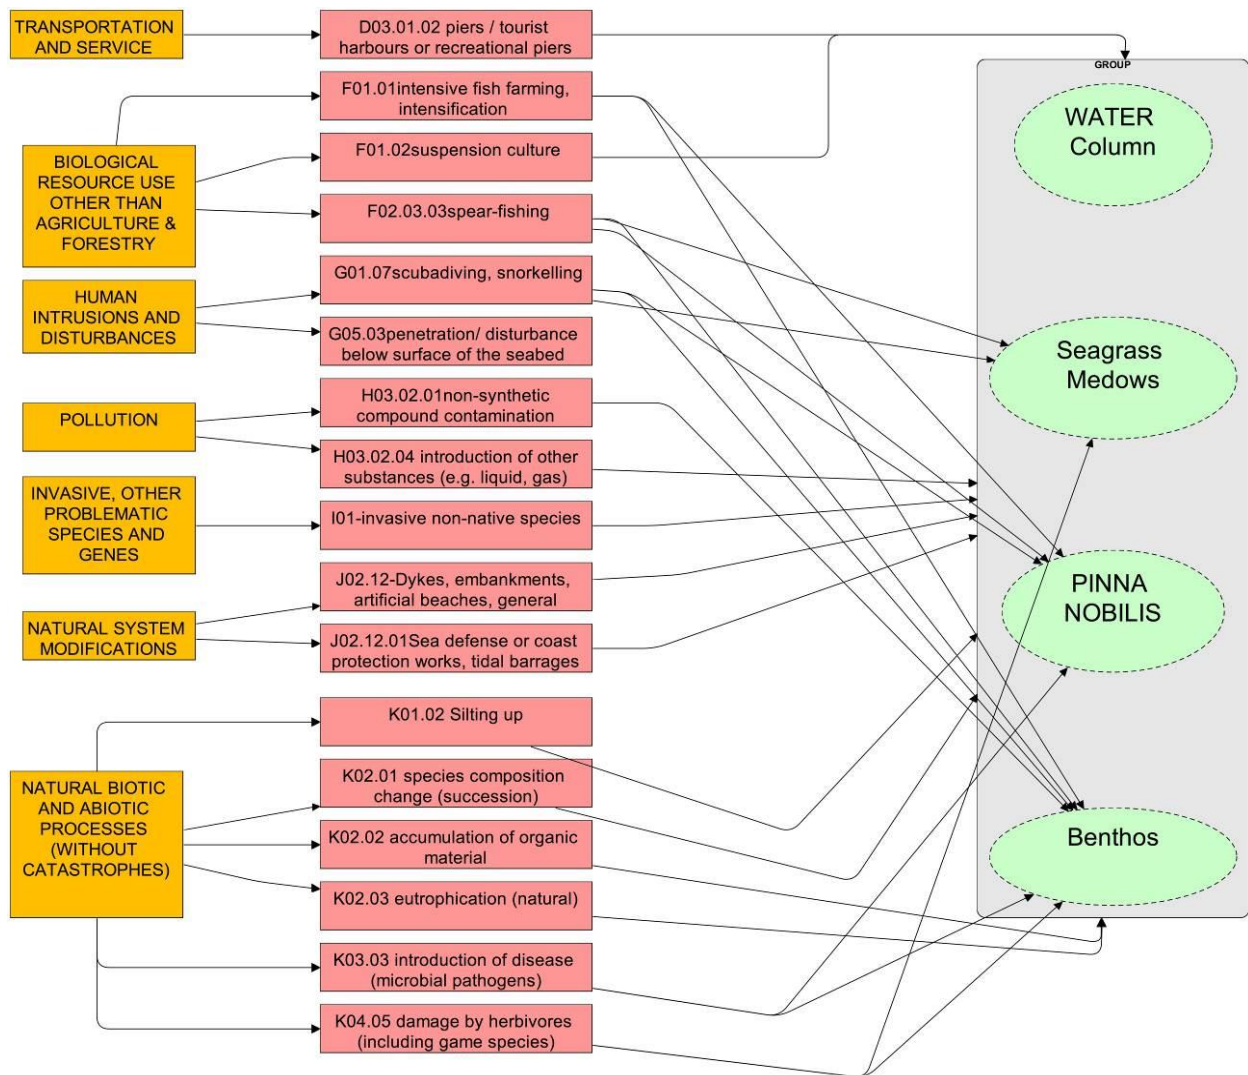 TRANSPORTATION
AND SERVICE
BIOLOGICAL
RESOURCE USE
OTHER THAN
AGRICULTURE &
FORESTRY
HUMAN
INTRUSIONS AND
DISTURBANCES
POLLUTION
INVASIVE, OTHER
PROBLEMATIC
SPECIES AND
GENES
NATURAL SYSTEM
MODIFICATIONS
NATURAL BIOTIC
AND ABIOTIC
PROCESSES
(WITHOUT
CATASTROPHES)
D03.01.02 piers / tourist
harbours or recreational piers
F01.01intensive fish farming,
intensification
F01.02suspension culture
F02.03.03spear-fishing
G01.07scubadiving, snorkelling
G05.03penetration/ disturbance
below surface of the seabed
H03.02.01non-synthetic
compound contamination
H03.02.04 introduction of other
substances (e.g. liquid, gas)
I01-invasive non-native species
J02.12-Dykes, embankments,
artificial beaches, general
J02.12.01Sea defense or coast
protection works, tidal barrages
K01.02 Silting up
K02.01 species composition
change (succession)
K02.02 accumulation of organic
material
K02.03 eutrophication (natural)
K03.03 introduction of disease
(microbial pathogens)
K04.05 damage by herbivores
(including game species)
GROUP
WATER
Column
Seagrass
Medows
PINNA
NOBILIS
Benthos